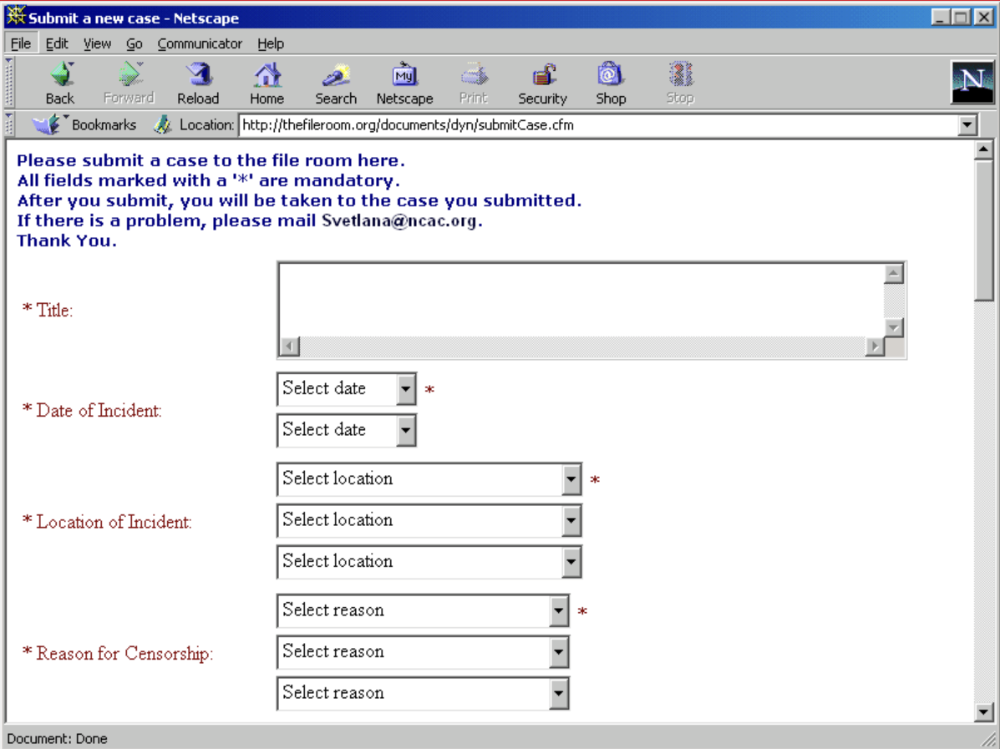 Submit a new case - Netscape
File Edit View Go Communicator Help
My
N
Back Forward Reload Home Search Netscape Print Security Shop Stop
Bookmarks Location: http://thefileroom.org/documents/dyn/submitCase.cfm
Please submit a case to the file room here.
All fields marked with a '*' are mandatory.
After you submit, you will be taken to the case you submitted.
If there is a problem, please mail Svetlana@ncac.org.
Thank You.
* Title:
Select date *
* Date of Incident:
Select date
Select location *
* Location of Incident:
Select location
Select location
Select reason *
* Reason for Censorship:
Select reason
Select reason
Document: Done